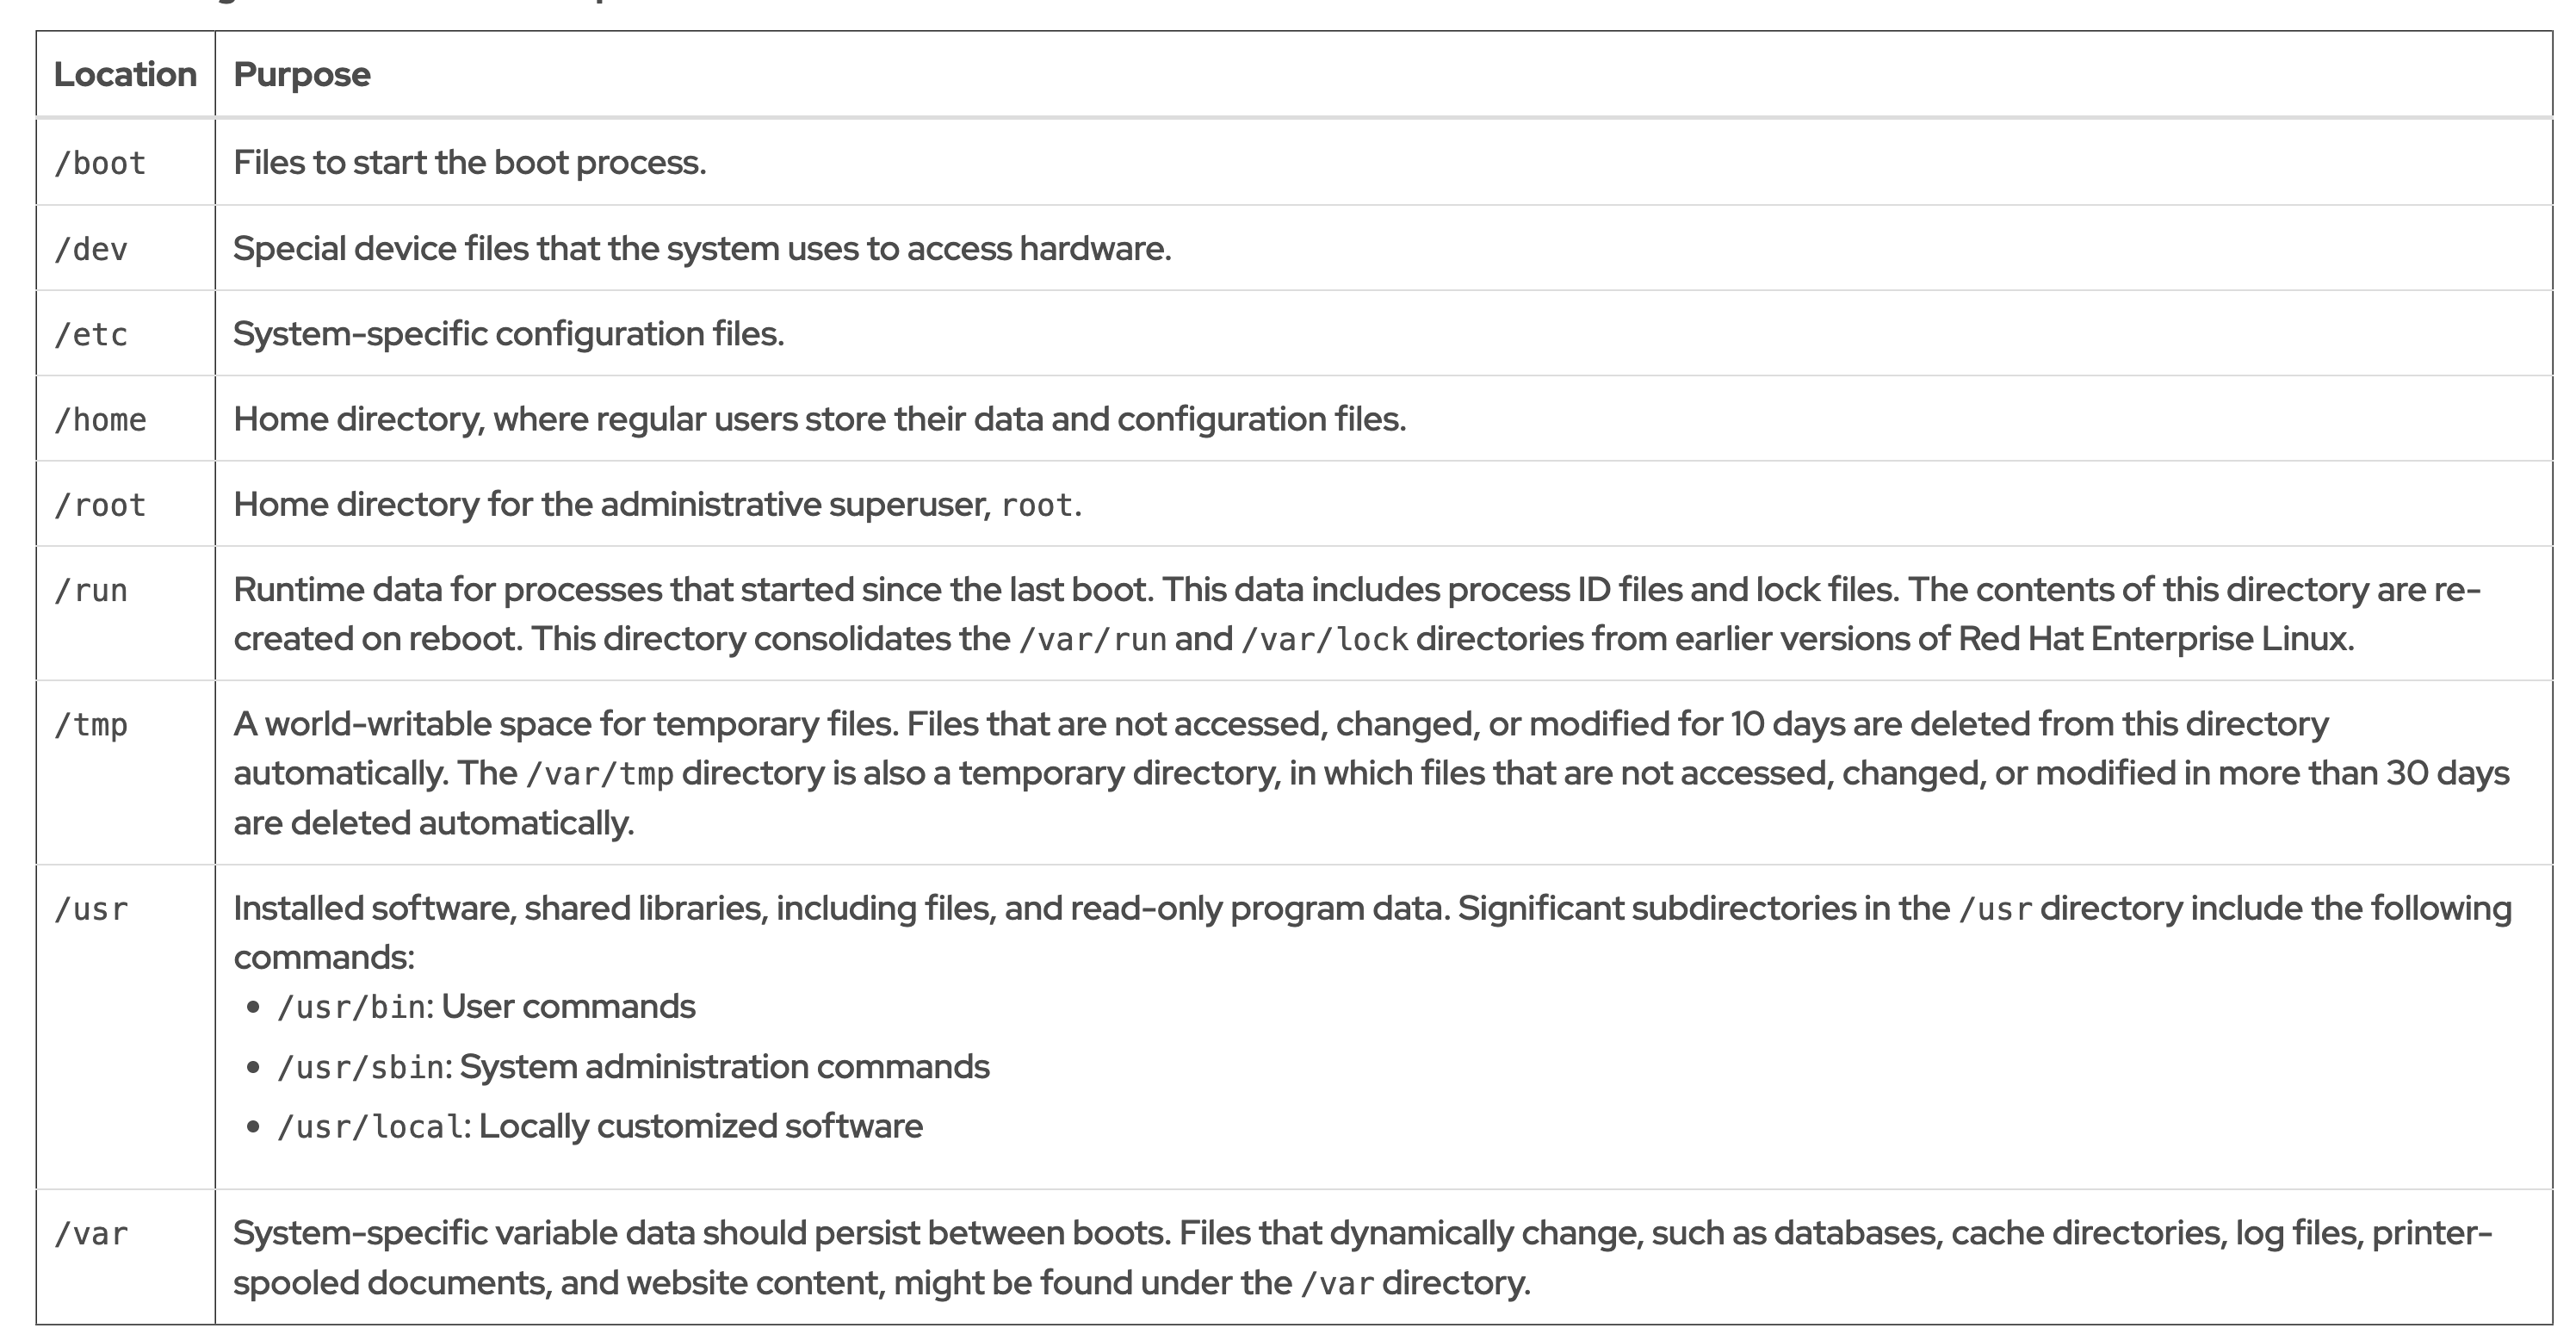 Location Purpose
/boot Files to start the boot process.
/dev Special device files that the system uses to access hardware.
/etc System-specific configuration files.
/home Home directory, where regular users store their data and configuration files.
/root Home directory for the administrative superuser, root.
/run Runtime data for processes that started since the last boot. This data includes process ID files and lock files. The contents of this directory are re-
created on reboot. This directory consolidates the /var/run and /var/lock directories from earlier versions of Red Hat Enterprise Linux.
/tmp A world-writable space for temporary files. Files that are not accessed, changed, or modified for 10 days are deleted from this directory
automatically. The /var/tmp directory is also a temporary directory, in which files that are not accessed, changed, or modified in more than 30 days
are deleted automatically.
/usr Installed software, shared libraries, including files, and read-only program data. Significant subdirectories in the /usr directory include the following
commands:
• /usr/bin: User commands
• /usr/sbin: System administration commands
• /usr/local: Locally customized software
/var System-specific variable data should persist between boots. Files that dynamically change, such as databases, cache directories, log files, printer-
spooled documents, and website content, might be found under the /var directory.